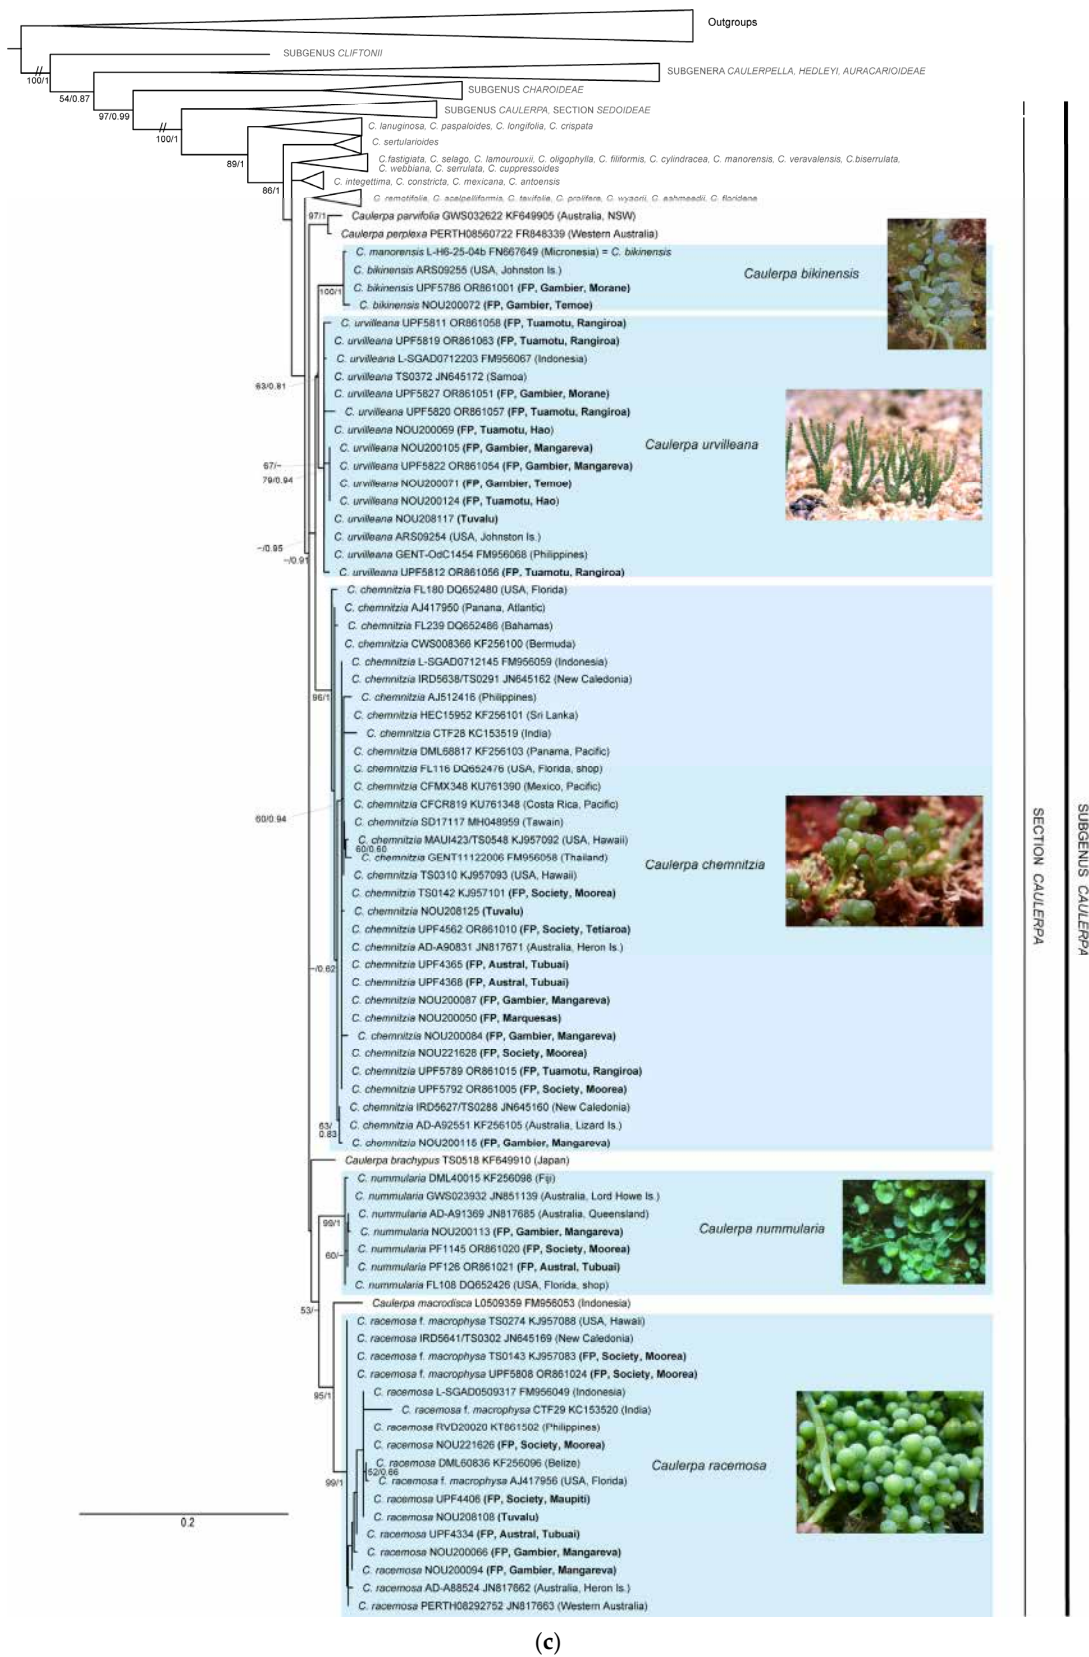 Outgroups
SUBGENUS CLIFTONII
//
100/1
SUBGENERA CAULERPELLA, HEDLEYI, AURACARIOIDEAE
54/0.87
SUBGENUS CHAROIDEAE
97/0.99
SUBGENUS CAULERPA, SECTION SEDOIDEAE
//
100/1
C. lanuginosa, C. paspaloides, C. longifolia, C. crispata
89/1
C. sertularioides
C.fastigiata, C. selago, C. lamourouxii, C. oligophylla, C. filiformis, C. cylindracea, C. manorensis, C. veravalensis, C.biserrulata,
C. webbiana, C. serrulata, C. cuppressoides
86/1
C. integettima, C. constricta, C. mexicana, C. antoensis
C. remotifolia, C. scalpelliformis, C. taxifolia, C. prolifera, C. wysorii, C. ashmeadii, C. floridana
97/1
Caulerpa parvifolia GWS032622 KF649905 (Australia, NSW)
Caulerpa perplexa PERTH08560722 FR848339 (Western Australia)
C. manorensis L-H6-25-04b FN667649 (Micronesia) = C. bikinensis
C. bikinensis ARS09255 (USA, Johnston Is.)
Caulerpa bikinensis
100/1
C. bikinensis UPF5786 OR861001 (FP, Gambier, Morane)
C. bikinensis NOU200072 (FP, Gambier, Temoe)
C. urvilleana UPF5811 OR861058 (FP, Tuamotu, Rangiroa)
C. urvilleana UPF5819 OR861063 (FP, Tuamotu, Rangiroa)
C. urvilleana L-SGAD0712203 FM956067 (Indonesia)
C. urvilleana TS0372 JN645172 (Samoa)
63/0.81
C. urvilleana UPF5827 OR861051 (FP, Gambier, Morane)
C. urvilleana UPF5820 OR861057 (FP, Tuamotu, Rangiroa)
C. urvilleana NOU200069 (FP, Tuamotu, Hao)
C. urvilleana NOU200105 (FP, Gambier, Mangareva)
Caulerpa urvilleana
67/–
C. urvilleana UPF5822 OR861054 (FP, Gambier, Mangareva)
79/0.94
C. urvilleana NOU200071 (FP, Gambier, Temoe)
C. urvilleana NOU200124 (FP, Tuamotu, Hao)
C. urvilleana NOU208117 (Tuvalu)
C. urvilleana ARS09254 (USA, Johnston Is.)
–/0.95
–/0.91
C. urvilleana GENT-OdC1454 FM956068 (Philippines)
C. urvilleana UPF5812 OR861056 (FP, Tuamotu, Rangiroa)
C. chemnitzia FL180 DQ652480 (USA, Florida)
C. chemnitzia AJ417950 (Panana, Atlantic)
C. chemnitzia FL239 DQ652486 (Bahamas)
C. chemnitzia CWS008366 KF256100 (Bermuda)
C. chemnitzia L-SGAD0712145 FM956059 (Indonesia)
C. chemnitzia IRD5638/TS0291 JN645162 (New Caledonia)
96/1
C. chemnitzia AJ512416 (Philippines)
C. chemnitzia HEC15952 KF256101 (Sri Lanka)
C. chemnitzia CTF28 KC153519 (India)
C. chemnitzia DML68817 KF256103 (Panama, Pacific)
C. chemnitzia FL116 DQ652476 (USA, Florida, shop)
C. chemnitzia CFMX348 KU761390 (Mexico, Pacific)
C. chemnitzia CFCR819 KU761348 (Costa Rica, Pacific)
60/0.94
C. chemnitzia SD17117 MH048959 (Tawain)
C. chemnitzia MAUI423/TS0548 KJ957092 (USA, Hawaii)
60/0.60
C. chemnitzia GENT11122006 FM956058 (Thailand)
Caulerpa chemnitzia
C. chemnitzia TS0310 KJ957093 (USA, Hawaii)
C. chemnitzia TS0142 KJ957101 (FP, Society, Moorea)
C. chemnitzia NOU208125 (Tuvalu)
C. chemnitzia UPF4562 OR861010 (FP, Society, Tetiaroa)
C. chemnitzia AD-A90831 JN817671 (Australia, Heron Is.)
–/0.62
C. chemnitzia UPF4365 (FP, Austral, Tubuai)
C. chemnitzia UPF4368 (FP, Austral, Tubuai)
C. chemnitzia NOU200087 (FP, Gambier, Mangareva)
C. chemnitzia NOU200050 (FP, Marquesas)
C. chemnitzia NOU200084 (FP, Gambier, Mangareva)
C. chemnitzia NOU221628 (FP, Society, Moorea)
C. chemnitzia UPF5789 OR861015 (FP, Tuamotu, Rangiroa)
C. chemnitzia UPF5792 OR861005 (FP, Society, Moorea)
C. chemnitzia IRD5627/TS0288 JN645160 (New Caledonia)
63/
0.83
C. chemnitzia AD-A92551 KF256105 (Australia, Lizard Is.)
C. chemnitzia NOU200116 (FP, Gambier, Mangareva)
Caulerpa brachypus TS0518 KF649910 (Japan)
C. nummularia DML40015 KF256098 (Fiji)
C. nummularia GWS023932 JN851139 (Australia, Lord Howe Is.)
C. nummularia AD-A91369 JN817685 (Australia, Queensland)
99/1
C. nummularia NOU200113 (FP, Gambier, Mangareva)
Caulerpa nummularia
60/–
C. nummularia PF1145 OR861020 (FP, Society, Moorea)
C. nummularia PF126 OR861021 (FP, Austral, Tubuai)
C. nummularia FL108 DQ652426 (USA, Florida, shop)
53/–
Caulerpa macrodisca L0509359 FM956053 (Indonesia)
C. racemosa f. macrophysa TS0274 KJ957088 (USA, Hawaii)
C. racemosa IRD5641/TS0302 JN645169 (New Caledonia)
C. racemosa f. macrophysa TS0143 KJ957083 (FP, Society, Moorea)
C. racemosa f. macrophysa UPF5808 OR861024 (FP, Society, Moorea)
95/1
C. racemosa L-SGAD0509317 FM956049 (Indonesia)
C. racemosa f. macrophysa CTF29 KC153520 (India)
C. racemosa RVD20020 KT861502 (Philippines)
C. racemosa NOU221626 (FP, Society, Moorea)
C. racemosa DML60836 KF256096 (Belize)
Caulerpa racemosa
52/0.66
C. racemosa f. macrophysa AJ417956 (USA, Florida)
99/1
C. racemosa UPF4406 (FP, Society, Maupiti)
C. racemosa NOU208108 (Tuvalu)
C. racemosa UPF4334 (FP, Austral, Tubuai)
C. racemosa NOU200066 (FP, Gambier, Mangareva)
C. racemosa NOU200094 (FP, Gambier, Mangareva)
C. racemosa AD-A88524 JN817662 (Australia, Heron Is.)
C. racemosa PERTH08292752 JN817663 (Western Australia)
0.2
SECTION CAULERPA
SUBGENUS CAULERPA
(c)